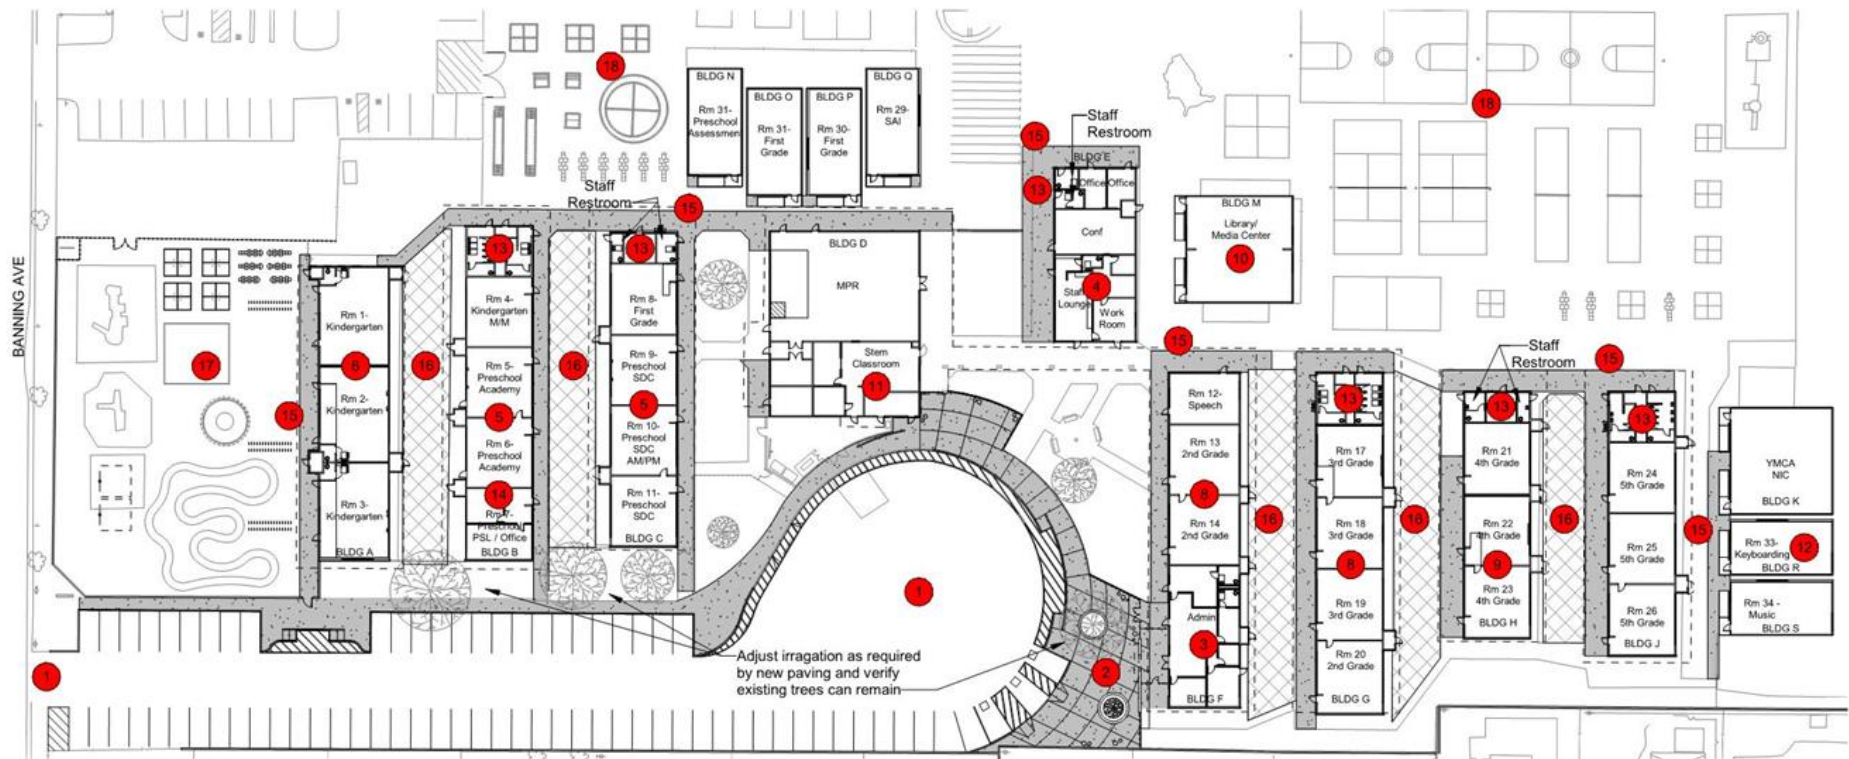 18
BLDG N
Rm 31-
Preschool
Assessmen
BLDG O
Rm 31-
First
Grade
BLDG P
Rm 30-
First
Grade
BLDG Q
Rm 29-
SAI
18
Staff
Restroom
15
BLDG E
Office
Office
13
Conf
4
Staff
Lounge
Work
Room
BLDG M
Library/
Media Center
10
Staff
Restroom
15
BANNING AVE
17
15
Rm 1-
Kindergarten
6
Rm 2-
Kindergarten
Rm 3-
Kindergarten
BLDG A
16
13
Rm 4-
Kindergarten
M/M
Rm 5-
Preschool
Academy
5
Rm 6-
Preschool
Academy
14
Rm 7-
Preschool
PSL / Office
BLDG B
16
13
Rm 8-
First
Grade
Rm 9-
Preschool
SDC
5
Rm 10-
Preschool
SDC
AM/PM
Rm 11-
Preschool
SDC
BLDG C
BLDG D
MPR
Stem
Classroom
11
15
Rm 12-
Speech
Rm 13
2nd Grade
8
Rm 14
2nd Grade
Admin
3
BLDG F
16
13
Rm 17
3rd Grade
Rm 18
3rd Grade
8
Rm 19
3rd Grade
Rm 20
2nd Grade
BLDG G
16
Staff
Restroom
15
13
Rm 21
4th Grade
Rm 22
4th Grade
9
Rm 23
4th Grade
BLDG H
16
13
Rm 24
5th Grade
Rm 25
5th Grade
Rm 26
5th Grade
BLDG J
15
YMCA
NIC
BLDG K
Rm 33-
Keyboarding
12
BLDG R
Rm 34 -
Music
BLDG S
1
1
2
Adjust irragation as required
by new paving and verify
existing trees can remain